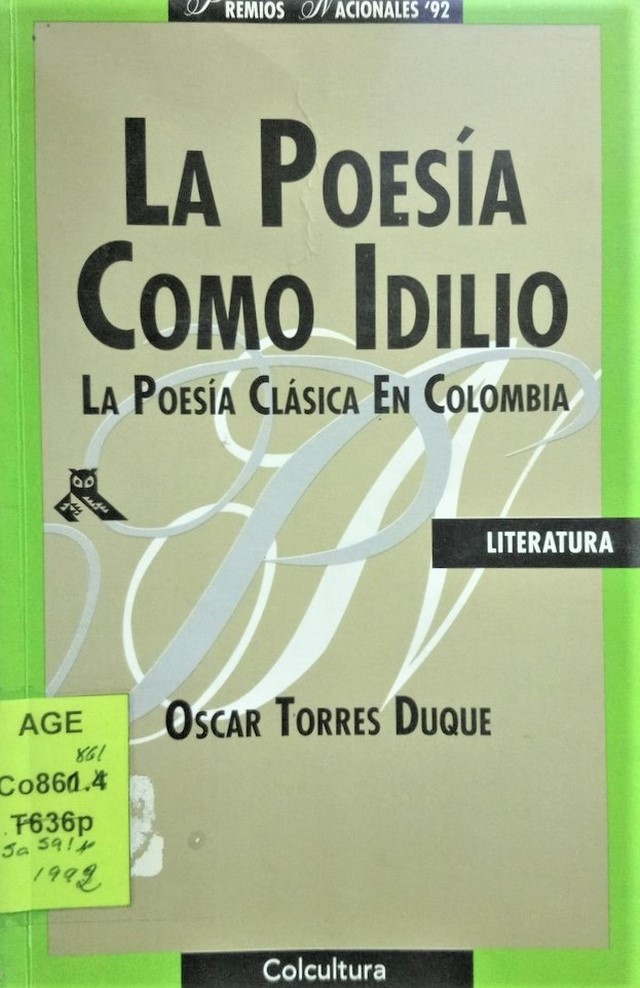 PREMIOS NACIONALES '92
LA POESÍA
COMO IDILIO
LA POESÍA CLÁSICA EN COLOMBIA
LITERATURA
OSCAR TORRES DUQUE
AGE
861
Co861.4
T636p
1992
Colcultura